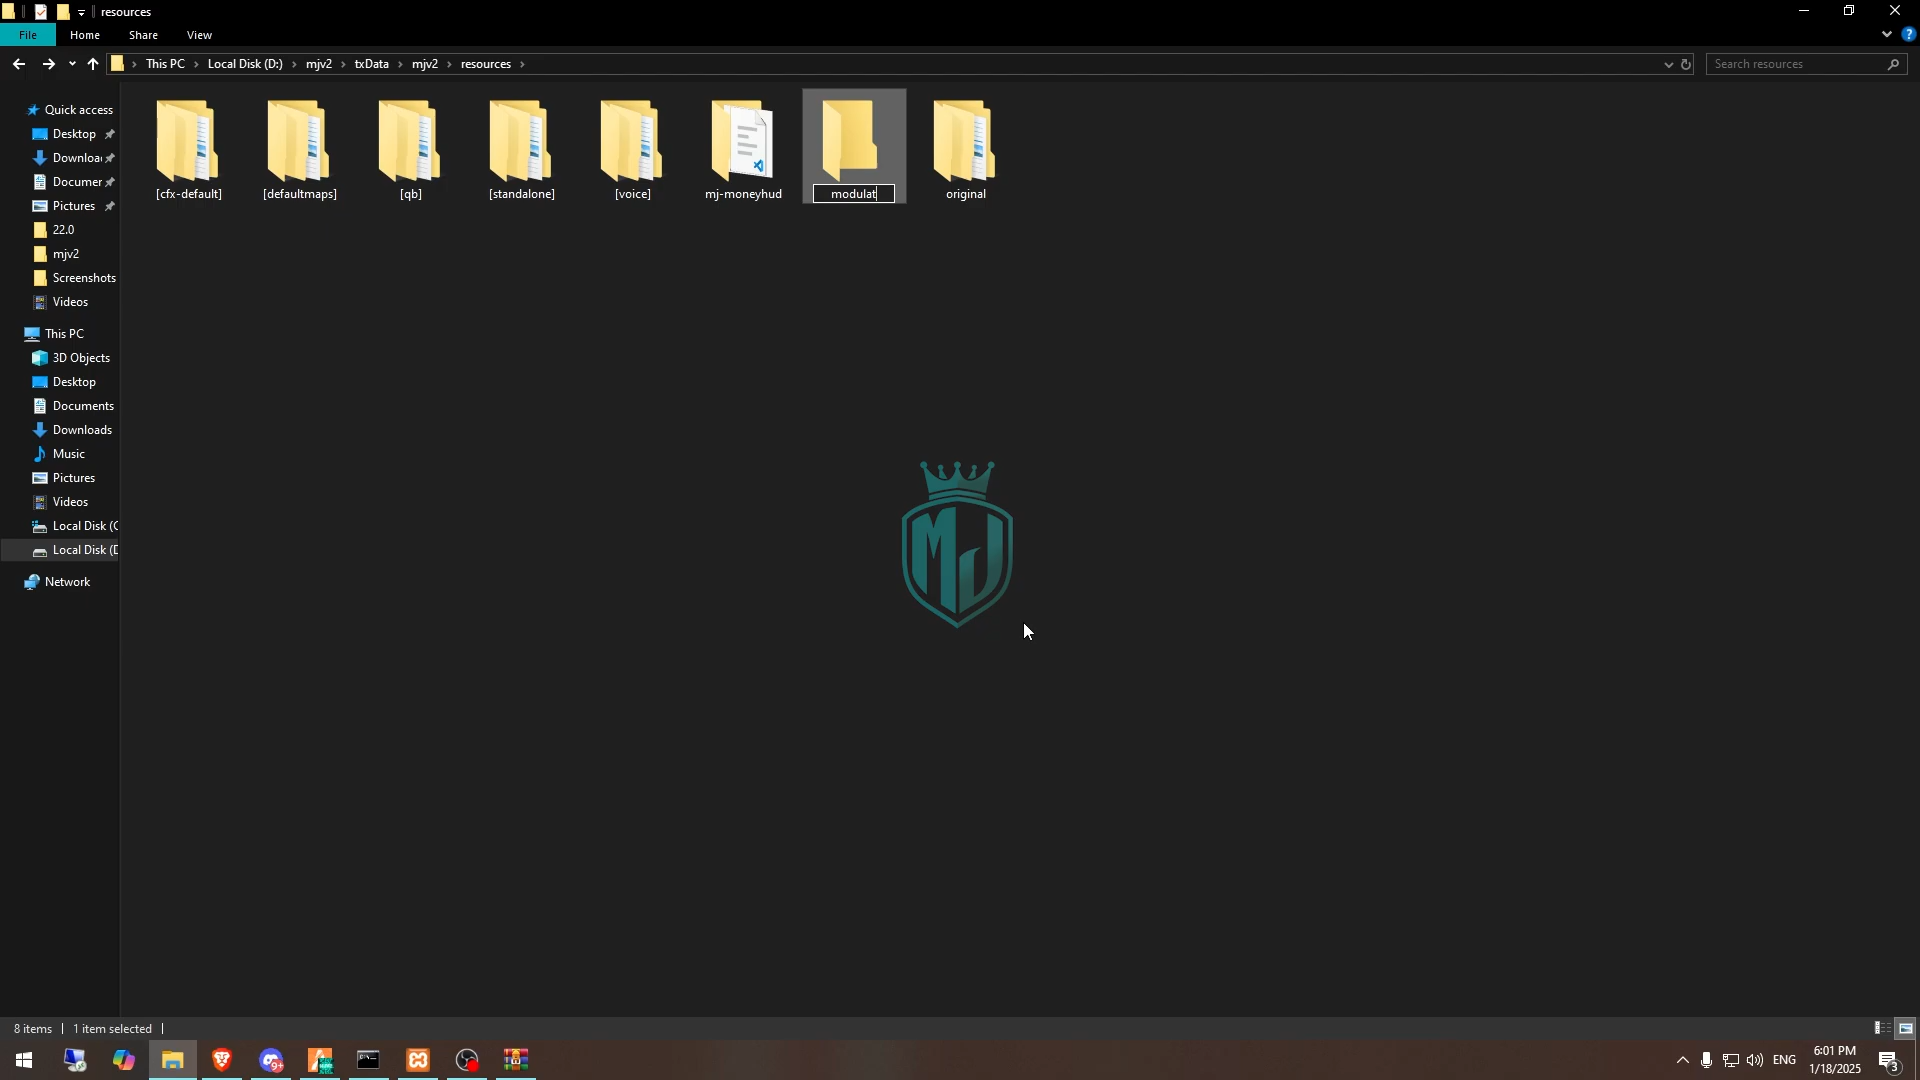 resources
File Home Share View
This PC Local Disk (D:) mjv2 txData mjv2 resources
Search resources
Quick access
Desktop
Downloa
Documer
Pictures
22.0
mjv2
Screenshots
Videos
This PC
3D Objects
Desktop
Documents
Downloads
Music
Pictures
Videos
Local Disk (C
Local Disk (D
Network
[cfx-default] [defaultmaps] [qb] [standalone] [voice] mj-moneyhud modulat original
MJ
8 items 1 item selected
9+
ENG
6:01 PM
1/18/2025
3